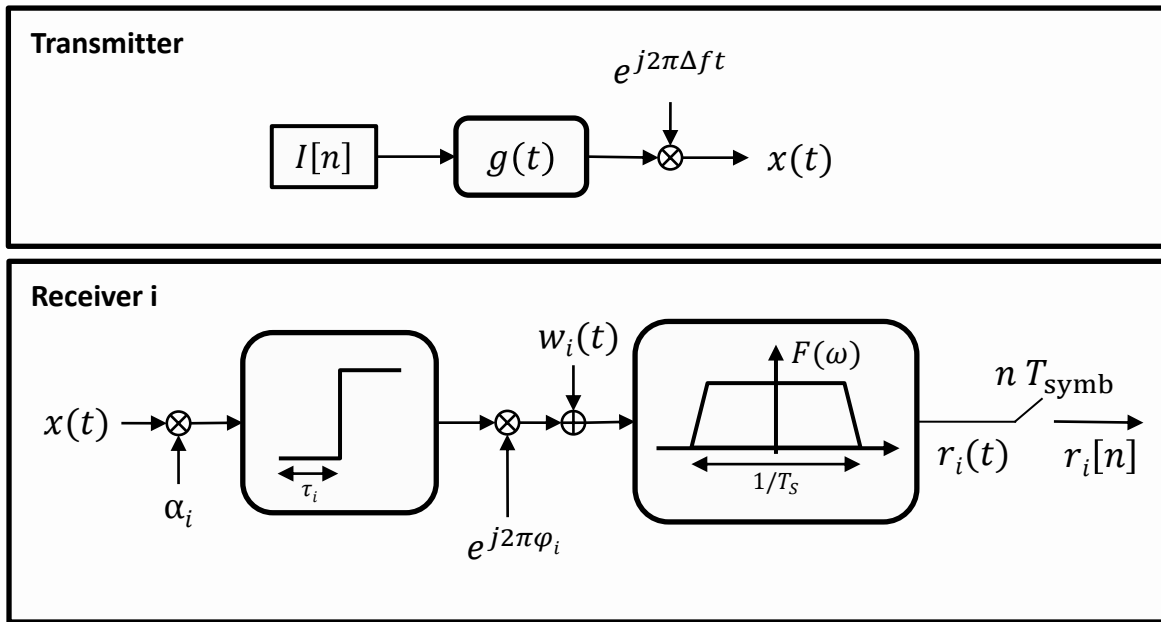 Transmitter
e^{j2πΔft}
I[n]
g(t)
x(t)
Receiver i
w_i(t)
F(ω)
n T_symb
x(t)
τ_i
1/T_S
r_i(t)
r_i[n]
α_i
e^{j2πφ_i}